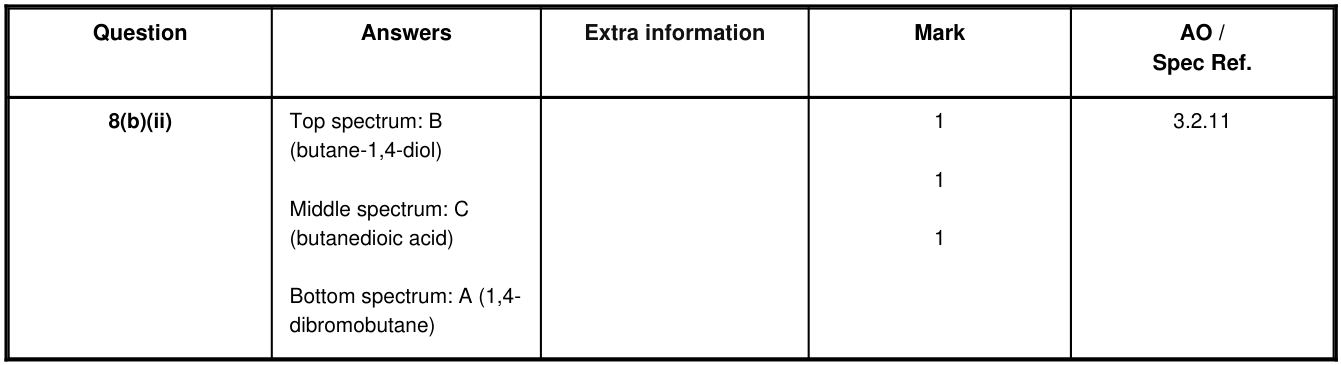 Question Answers Extra information Mark AO /
Spec Ref.
8(b)(ii) Top spectrum: B 1 3.2.11
(butane-1,4-diol)
1
Middle spectrum: C
(butanedioic acid) 1
Bottom spectrum: A (1,4-
dibromobutane)